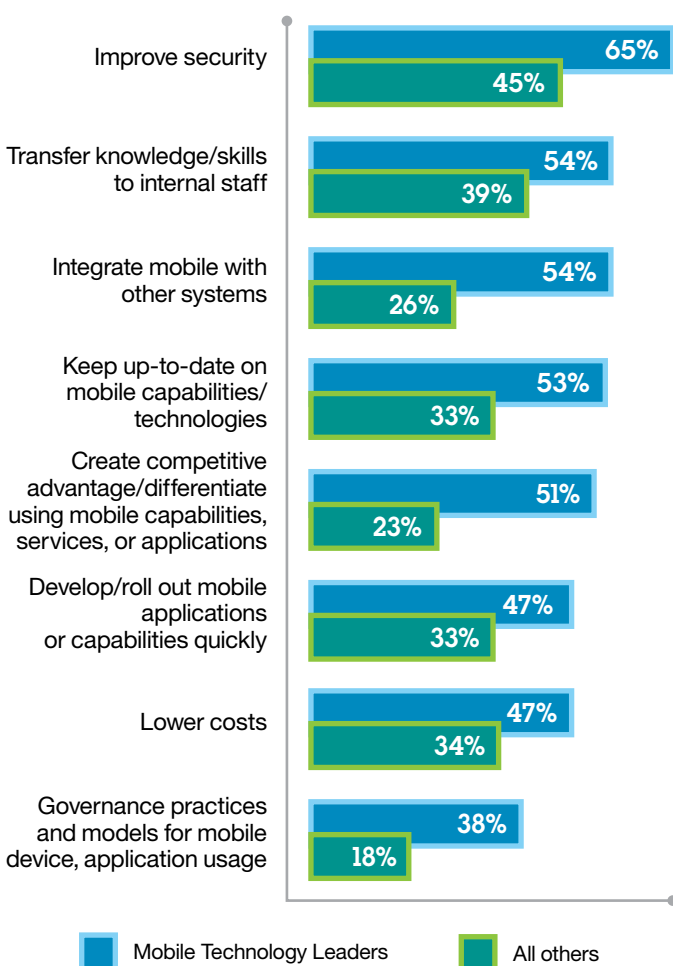 Improve security
65%
45%
Transfer knowledge/skills
to internal staff
54%
39%
Integrate mobile with
other systems
54%
26%
Keep up-to-date on
mobile capabilities/
technologies
53%
33%
Create competitive
advantage/differentiate
using mobile capabilities,
services, or applications
51%
23%
Develop/roll out mobile
applications
or capabilities quickly
47%
33%
Lower costs
47%
34%
Governance practices
and models for mobile
device, application usage
38%
18%
Mobile Technology Leaders
All others